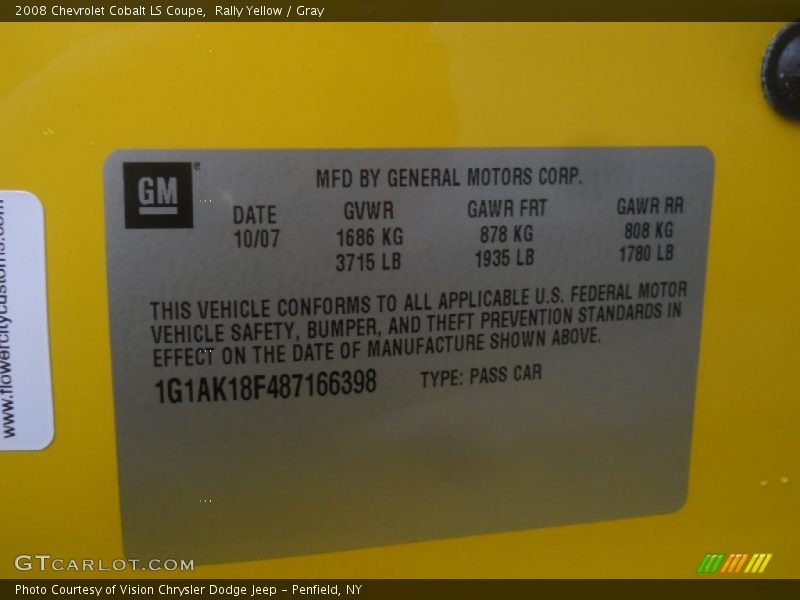 2008 Chevrolet Cobalt LS Coupe,  Rally Yellow / Gray
GM®
MFD BY GENERAL MOTORS CORP.
DATE GVWR GAWR FRT GAWR RR
10/07 1686 KG 878 KG 808 KG
3715 LB 1935 LB 1780 LB
THIS VEHICLE CONFORMS TO ALL APPLICABLE U.S. FEDERAL MOTOR
VEHICLE SAFETY, BUMPER, AND THEFT PREVENTION STANDARDS IN
EFFECT ON THE DATE OF MANUFACTURE SHOWN ABOVE.
1G1AK18F487166398 TYPE: PASS CAR
www.flowercitycustoms.com
GTCARLOT.COM
Photo Courtesy of Vision Chrysler Dodge Jeep – Penfield, NY